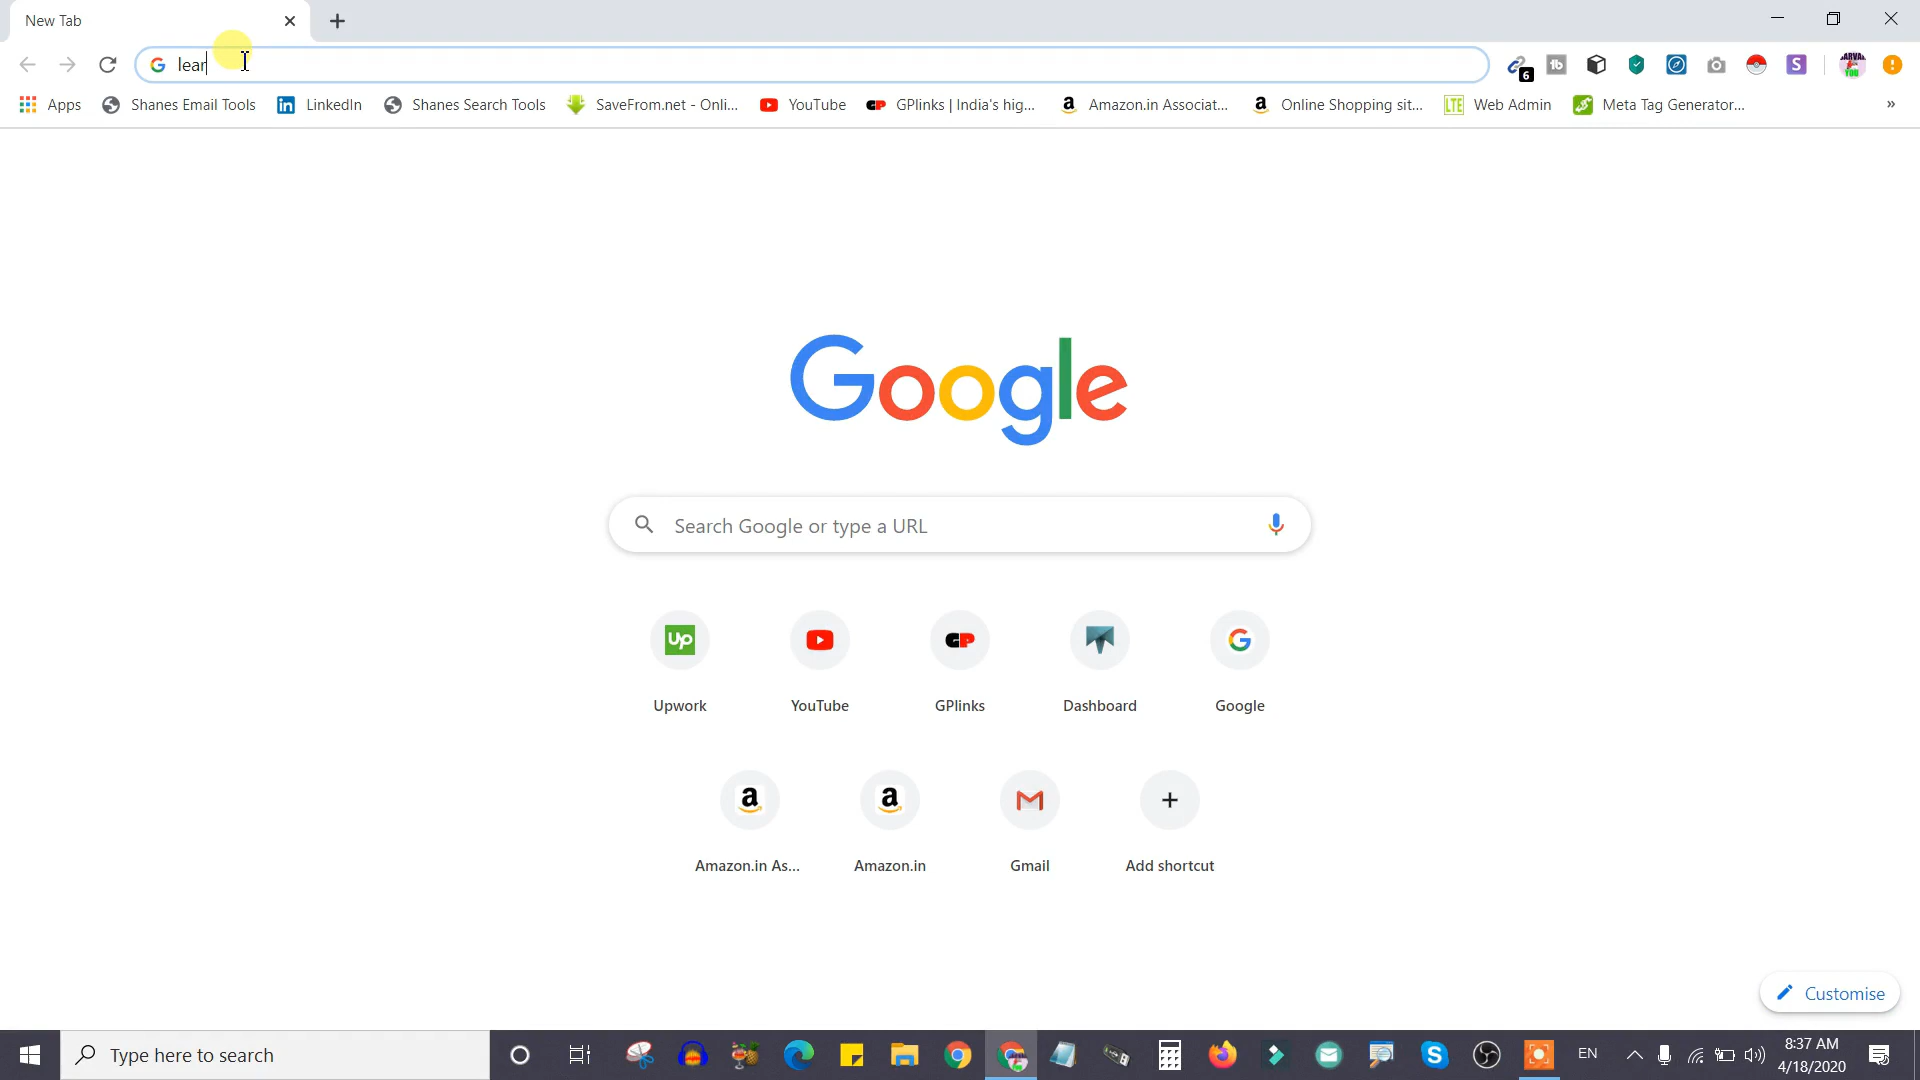 New Tab
lear
6
Apps
Shanes Email Tools
LinkedIn
Shanes Search Tools
SaveFrom.net - Onli...
YouTube
GPlinks | India's hig...
Amazon.in Associat...
Online Shopping sit...
LTE
Web Admin
Meta Tag Generator...
»
Google
Search Google or type a URL
Up
Upwork
YouTube
GPlinks
Dashboard
Google
Amazon.in As...
Amazon.in
Gmail
Add shortcut
Customise
Type here to search
EN
8:37 AM
4/18/2020